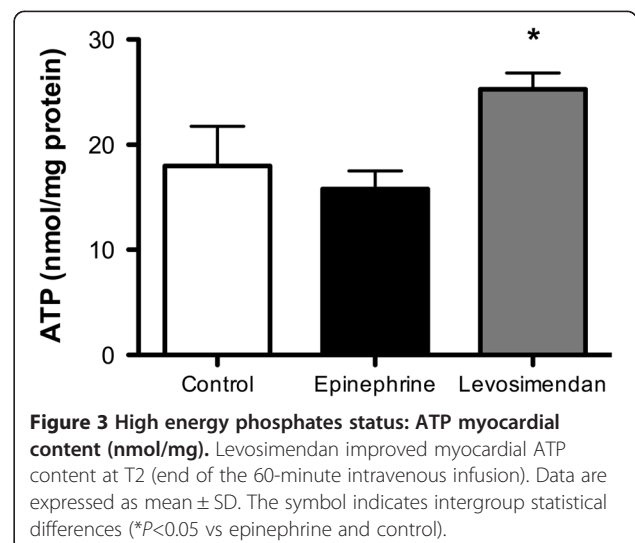 30
*
20
10
0
ATP (nmol/mg protein)
Control Epinephrine Levosimendan
Figure 3 High energy phosphates status: ATP myocardial
content (nmol/mg). Levosimendan improved myocardial ATP
content at T2 (end of the 60-minute intravenous infusion). Data are
expressed as mean ± SD. The symbol indicates intergroup statistical
differences (*P<0.05 vs epinephrine and control).